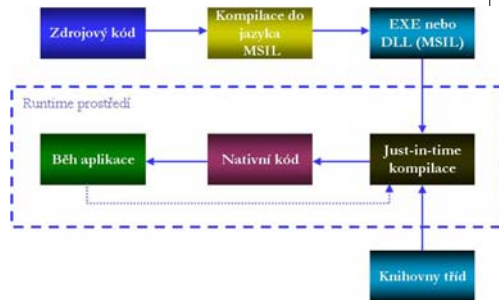 Zdrojový kód
Kompilace do
jazyka
MSIL
EXE nebo
DLL (MSIL)
Runtime prostředí
Běh aplikace
Nativní kód
Just-in-time
kompilace
Knihovny tříd